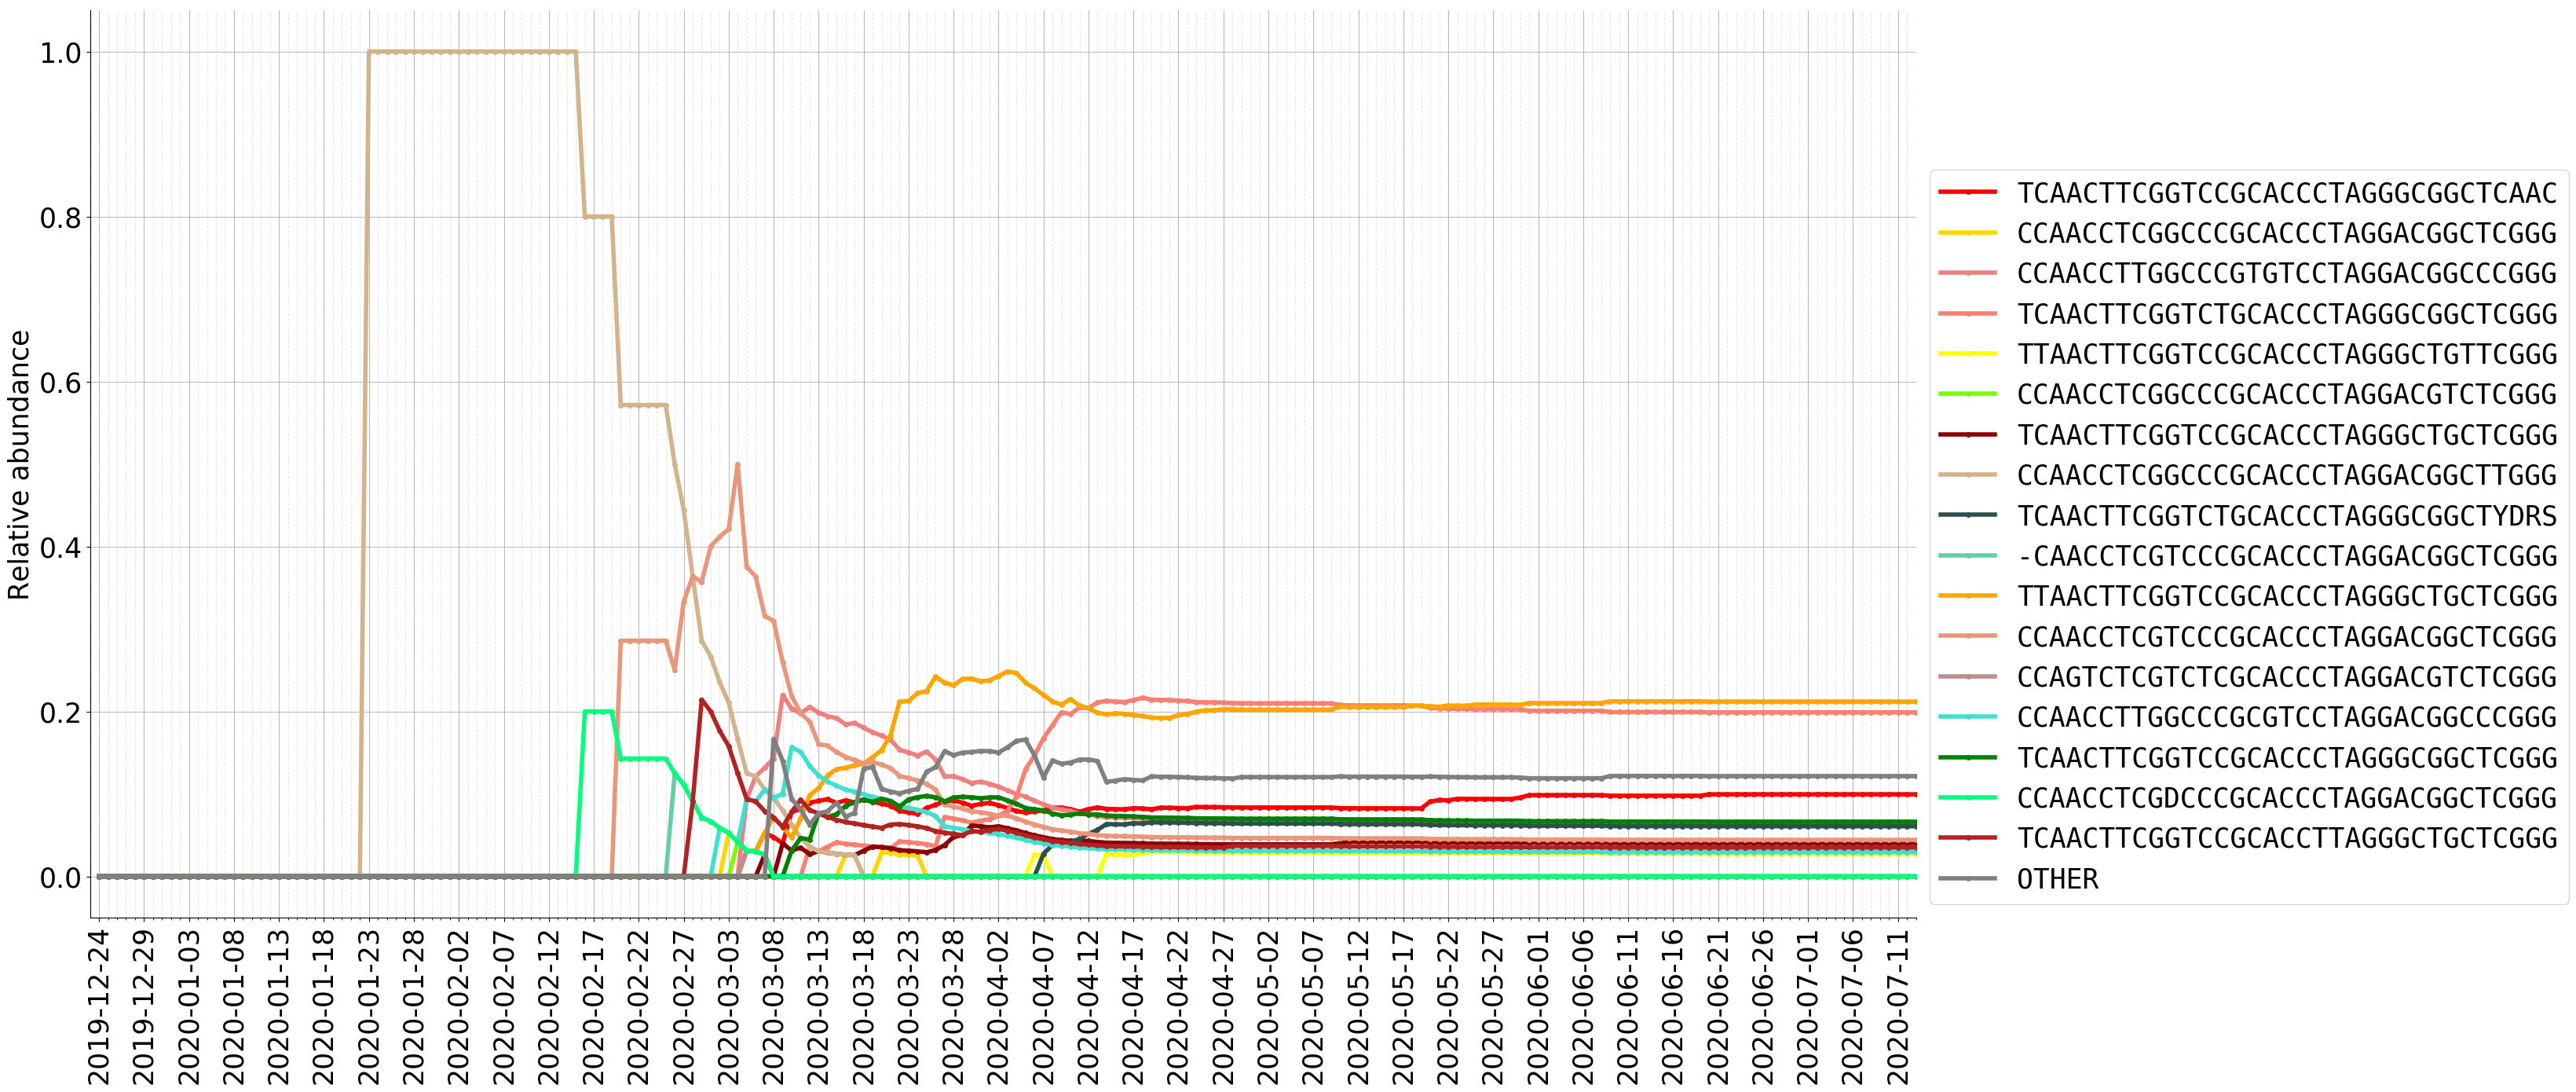 Relative abundance
1.0
0.8
0.6
0.4
0.2
0.0
2019-12-24
2019-12-29
2020-01-03
2020-01-08
2020-01-13
2020-01-18
2020-01-23
2020-01-28
2020-02-02
2020-02-07
2020-02-12
2020-02-17
2020-02-22
2020-02-27
2020-03-03
2020-03-08
2020-03-13
2020-03-18
2020-03-23
2020-03-28
2020-04-02
2020-04-07
2020-04-12
2020-04-17
2020-04-22
2020-04-27
2020-05-02
2020-05-07
2020-05-12
2020-05-17
2020-05-22
2020-05-27
2020-06-01
2020-06-06
2020-06-11
2020-06-16
2020-06-21
2020-06-26
2020-07-01
2020-07-06
2020-07-11
TCAACTTCGGTCCGCACCCTAGGGCGGCTCAAC
CCAACCTCGGCCCGCACCCTAGGACGGCTCGGG
CCAACCTTGGCCCGTGTCCTAGGACGGCCCGGG
TCAACTTCGGTCTGCACCCTAGGGCGGCTCGGG
TTAACTTCGGTCCGCACCCTAGGGCTGTTCGGG
CCAACCTCGGCCCGCACCCTAGGACGTCTCGGG
TCAACTTCGGTCCGCACCCTAGGGCTGCTCGGG
CCAACCTCGGCCCGCACCCTAGGACGGCTTGGG
TCAACTTCGGTCTGCACCCTAGGGCGGCTYDRS
-CAACCTCGTCCCGCACCCTAGGACGGCTCGGG
TTAACTTCGGTCCGCACCCTAGGGCTGCTCGGG
CCAACCTCGTCCCGCACCCTAGGACGGCTCGGG
CCAGTCTCGTCTCGCACCCTAGGACGTCTCGGG
CCAACCTTGGCCCGCGTCCTAGGACGGCCCGGG
TCAACTTCGGTCCGCACCCTAGGGCGGCTCGGG
CCAACCTCGDCCCGCACCCTAGGACGGCTCGGG
TCAACTTCGGTCCGCACCTTAGGGCTGCTCGGG
OTHER